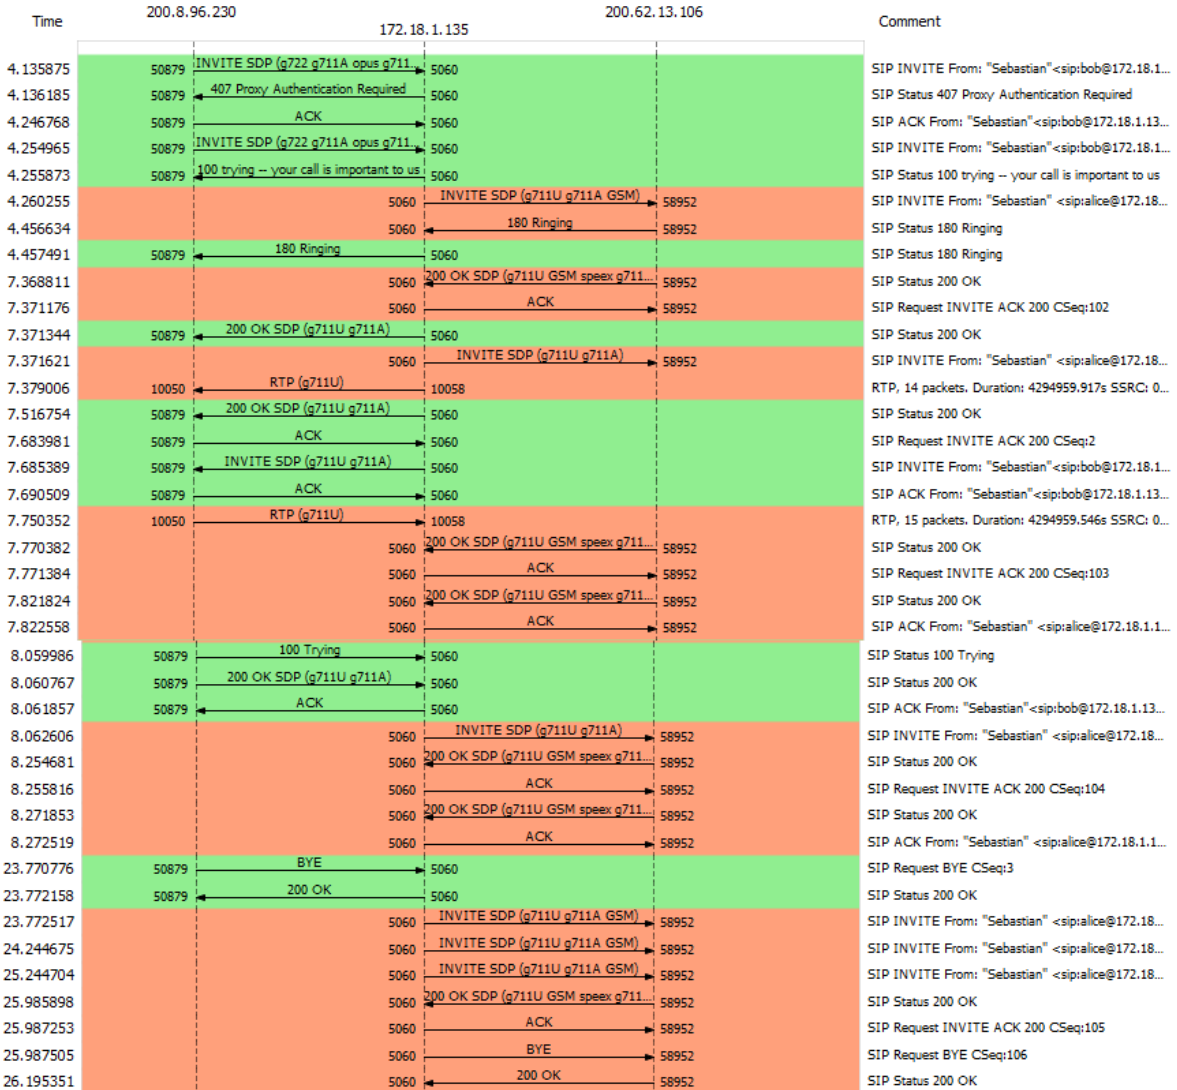 200.8.96.230 200.62.13.106
Time 172.18.1.135 Comment
4.135875 50879 INVITE SDP (g722 g711A opus g711... 5060 SIP INVITE From: "Sebastian"<sip:bob@172.18.1...
4.136185 50879 407 Proxy Authentication Required 5060 SIP Status 407 Proxy Authentication Required
4.246768 50879 ACK 5060 SIP ACK From: "Sebastian"<sip:bob@172.18.1.13...
4.254965 50879 INVITE SDP (g722 g711A opus g711... 5060 SIP INVITE From: "Sebastian"<sip:bob@172.18.1...
4.255873 50879 100 trying -- your call is important to us 5060 SIP Status 100 trying -- your call is important to us
4.260255 5060 INVITE SDP (g711U g711A GSM) 58952 SIP INVITE From: "Sebastian" <sip:alice@172.18...
4.456634 5060 180 Ringing 58952 SIP Status 180 Ringing
4.457491 50879 180 Ringing 5060 SIP Status 180 Ringing
7.368811 5060 200 OK SDP (g711U GSM speex g711... 58952 SIP Status 200 OK
7.371176 5060 ACK 58952 SIP Request INVITE ACK 200 CSeq:102
7.371344 50879 200 OK SDP (g711U g711A) 5060 SIP Status 200 OK
7.371621 5060 INVITE SDP (g711U g711A) 58952 SIP INVITE From: "Sebastian" <sip:alice@172.18...
7.379006 10050 RTP (g711U) 10058 RTP, 14 packets. Duration: 4294959.917s SSRC: 0...
7.516754 50879 200 OK SDP (g711U g711A) 5060 SIP Status 200 OK
7.683981 50879 ACK 5060 SIP Request INVITE ACK 200 CSeq:2
7.685389 50879 INVITE SDP (g711U g711A) 5060 SIP INVITE From: "Sebastian"<sip:bob@172.18.1...
7.690509 50879 ACK 5060 SIP ACK From: "Sebastian"<sip:bob@172.18.1.13...
7.750352 10050 RTP (g711U) 10058 RTP, 15 packets. Duration: 4294959.546s SSRC: 0...
7.770382 5060 200 OK SDP (g711U GSM speex g711... 58952 SIP Status 200 OK
7.771384 5060 ACK 58952 SIP Request INVITE ACK 200 CSeq:103
7.821824 5060 200 OK SDP (g711U GSM speex g711... 58952 SIP Status 200 OK
7.822558 5060 ACK 58952 SIP ACK From: "Sebastian" <sip:alice@172.18.1.1...
8.059986 50879 100 Trying 5060 SIP Status 100 Trying
8.060767 50879 200 OK SDP (g711U g711A) 5060 SIP Status 200 OK
8.061857 50879 ACK 5060 SIP ACK From: "Sebastian"<sip:bob@172.18.1.13...
8.062606 5060 INVITE SDP (g711U g711A) 58952 SIP INVITE From: "Sebastian" <sip:alice@172.18...
8.254681 5060 200 OK SDP (g711U GSM speex g711... 58952 SIP Status 200 OK
8.255816 5060 ACK 58952 SIP Request INVITE ACK 200 CSeq:104
8.271853 5060 200 OK SDP (g711U GSM speex g711... 58952 SIP Status 200 OK
8.272519 5060 ACK 58952 SIP ACK From: "Sebastian" <sip:alice@172.18.1.1...
23.770776 50879 BYE 5060 SIP Request BYE CSeq:3
23.772158 50879 200 OK 5060 SIP Status 200 OK
23.772517 5060 INVITE SDP (g711U g711A GSM) 58952 SIP INVITE From: "Sebastian" <sip:alice@172.18...
24.244675 5060 INVITE SDP (g711U g711A GSM) 58952 SIP INVITE From: "Sebastian" <sip:alice@172.18...
25.244704 5060 INVITE SDP (g711U g711A GSM) 58952 SIP INVITE From: "Sebastian" <sip:alice@172.18...
25.985898 5060 200 OK SDP (g711U GSM speex g711... 58952 SIP Status 200 OK
25.987253 5060 ACK 58952 SIP Request INVITE ACK 200 CSeq:105
25.987505 5060 BYE 58952 SIP Request BYE CSeq:106
26.195351 5060 200 OK 58952 SIP Status 200 OK